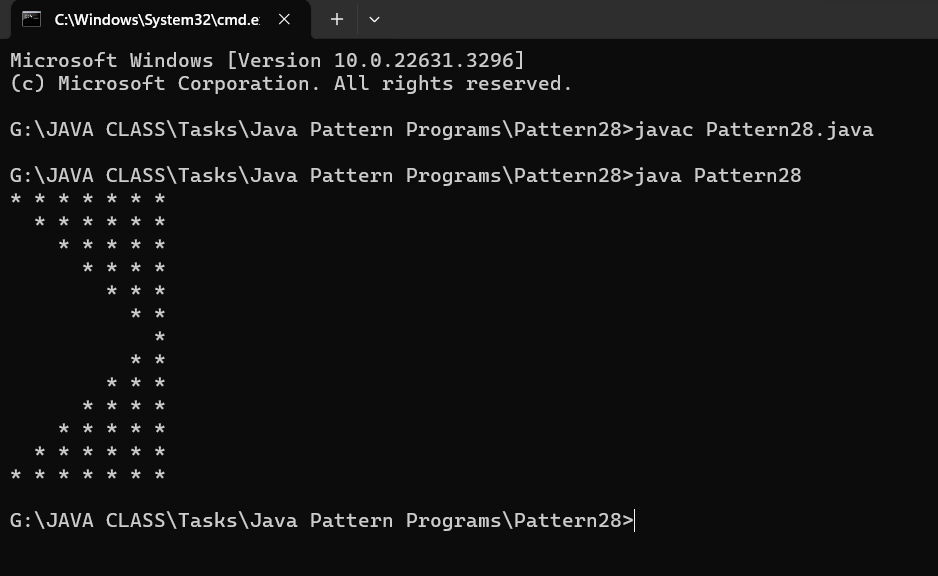 C:\Windows\System32\cmd.e
Microsoft Windows [Version 10.0.22631.3296]
(c) Microsoft Corporation. All rights reserved.
G:\JAVA CLASS\Tasks\Java Pattern Programs\Pattern28>javac Pattern28.java
G:\JAVA CLASS\Tasks\Java Pattern Programs\Pattern28>java Pattern28
* * * * * * *
  * * * * * *
    * * * * *
      * * * *
        * * *
          * *
            *
          * *
        * * *
      * * * *
    * * * * *
  * * * * * *
* * * * * * *
G:\JAVA CLASS\Tasks\Java Pattern Programs\Pattern28>